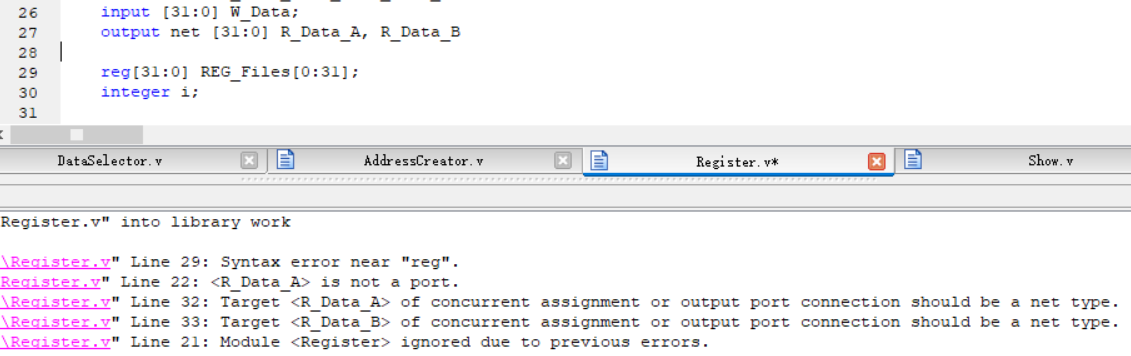 26 input [31:0] W_Data;
27 output net [31:0] R_Data_A, R_Data_B
28
29 reg[31:0] REG_Files[0:31];
30 integer i;
31
DataSelector.v AddressCreator.v Register.v* Show.v
Register.v" into library work
\Register.v" Line 29: Syntax error near "reg".
Register.v" Line 22: <R_Data_A> is not a port.
\Register.v" Line 32: Target <R_Data_A> of concurrent assignment or output port connection should be a net type.
\Register.v" Line 33: Target <R_Data_B> of concurrent assignment or output port connection should be a net type.
\Register.v" Line 21: Module <Register> ignored due to previous errors.